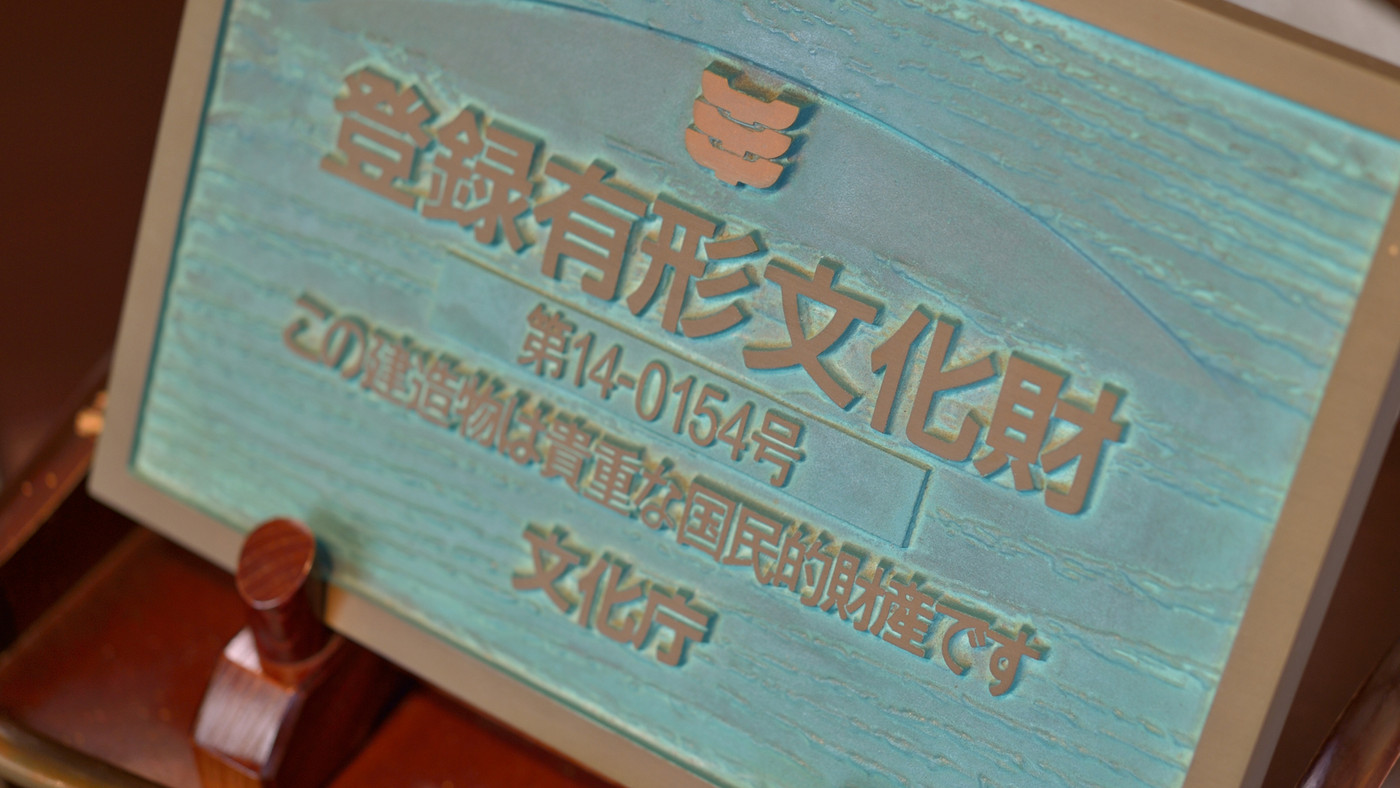 登録有形文化財
第14-0154号
この建造物は貴重な国民的財産です
文化庁